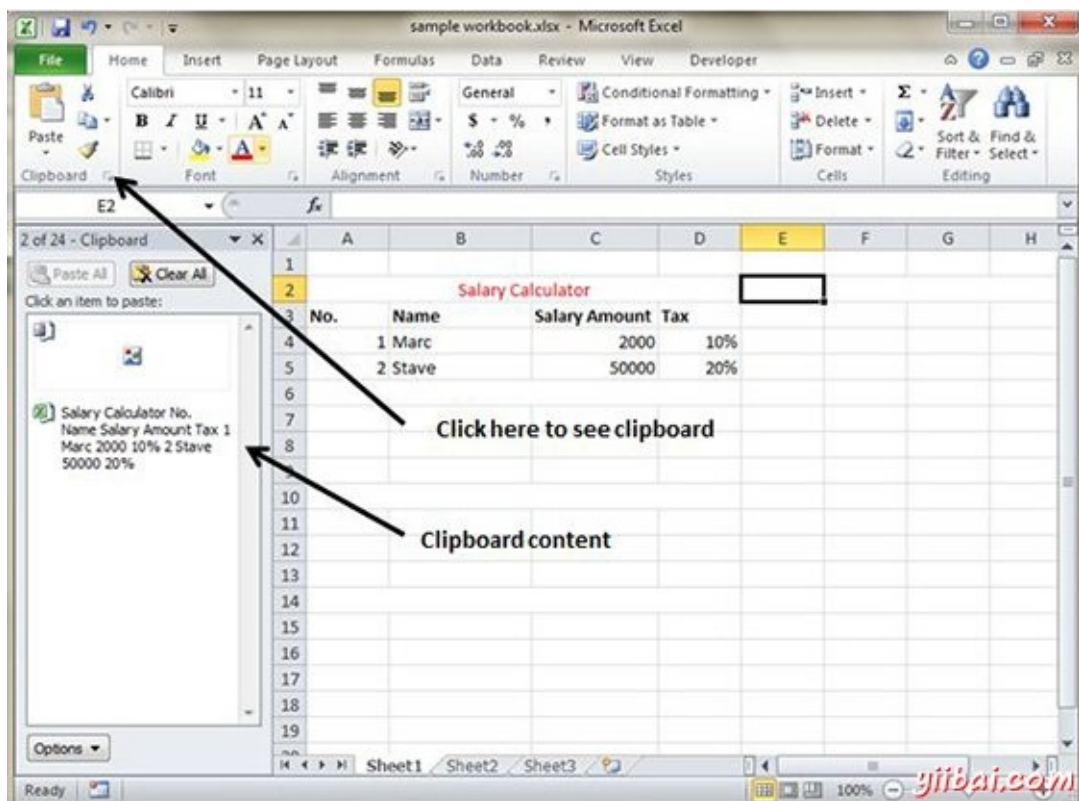 sample workbook.xlsx - Microsoft Excel
File Home Insert Page Layout Formulas Data Review View Developer
Calibri 11 General Conditional Formatting Insert Σ
Paste B I U A A $ % , Format as Table Delete Sort & Filter Find & Select
A Cell Styles Format
Clipboard Font Alignment Number Styles Cells Editing
E2 fx
2 of 24 - Clipboard
Paste All Clear All
Click an item to paste:
Salary Calculator No.
Name Salary Amount Tax 1
Marc 2000 10% 2 Stave
50000 20%
Options
A B C D E F G H
1
2 Salary Calculator
3 No. Name Salary Amount Tax
4 1 Marc 2000 10%
5 2 Stave 50000 20%
6
7
Click here to see clipboard
8
9
10
11
Clipboard content
12
13
14
15
16
17
18
19
20
Sheet1 Sheet2 Sheet3
Ready 100%
yiibai.com